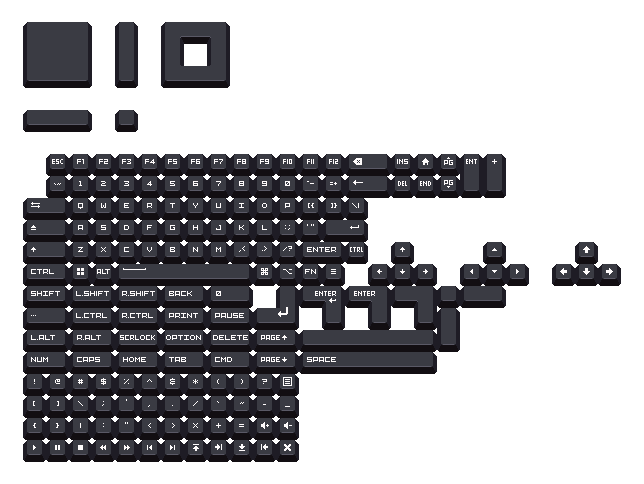 ESC F1 F2 F3 F4 F5 F6 F7 F8 F9 F10 F11 F12 INS PG ENT +
1 2 3 4 5 6 7 8 9 0 "- =+ DEL END PG
Q W E R T Y U I O P [{ ]} \|
A S D F G H J K L ;: '"
Z X C V B N M /? ENTER CTRL
CTRL ALT FN
SHIFT L.SHIFT R.SHIFT BACK 0 ENTER ENTER
... L.CTRL R.CTRL PRINT PAUSE
L.ALT R.ALT SCRLOCK OPTION DELETE PAGE
NUM CAPS HOME TAB CMD PAGE SPACE
! @ # $ % ^ $ * ( ) ?
[ ] \ ; ' , . / ` ~ - _
{ } | : " < > × + =